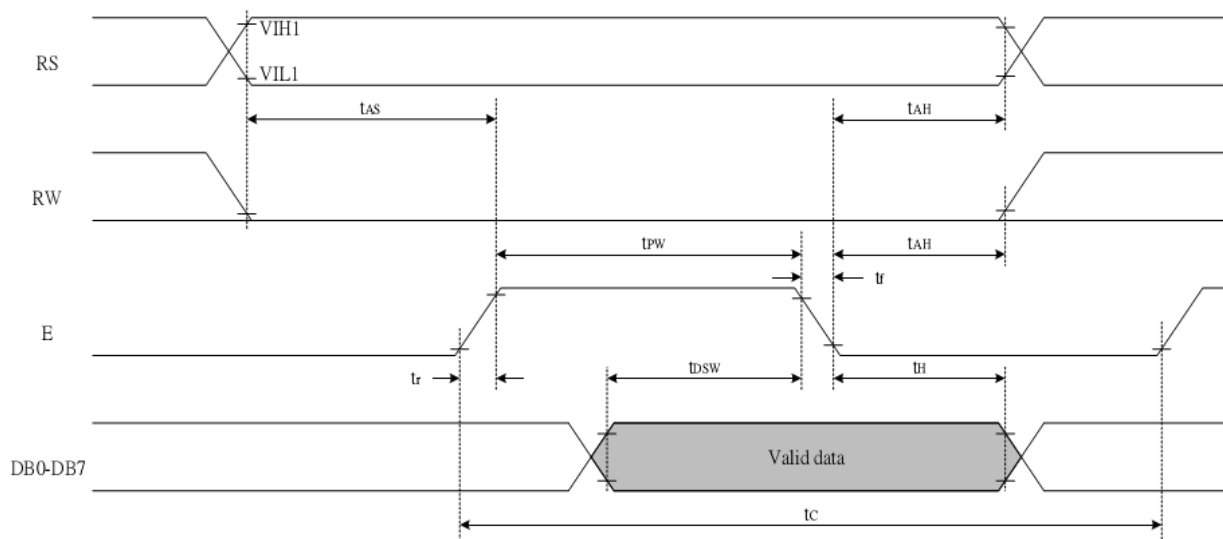 VIH1
RS
VIL1
tAS
tAH
RW
tPW
tAH
tf
E
tr
tDSW
tH
Valid data
DB0-DB7
tC